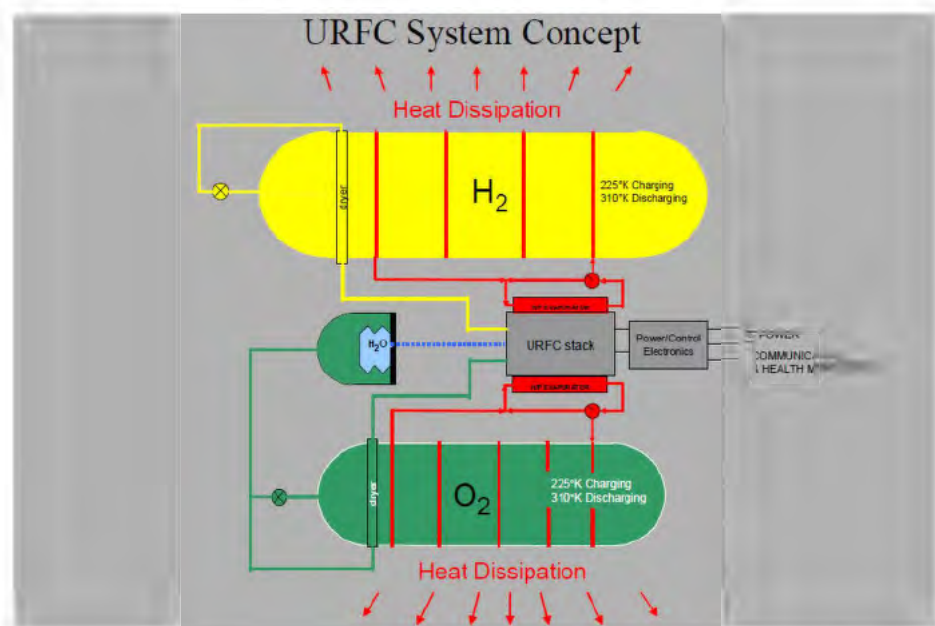 URFC System Concept
Heat Dissipation
dryer
H2
225°K Charging
310°K Discharging
H2O
URFC stack
Power/Control
Electronics
POWER
COMMUNIC
& HEALTH M
dryer
O2
225°K Charging
310°K Discharging
Heat Dissipation